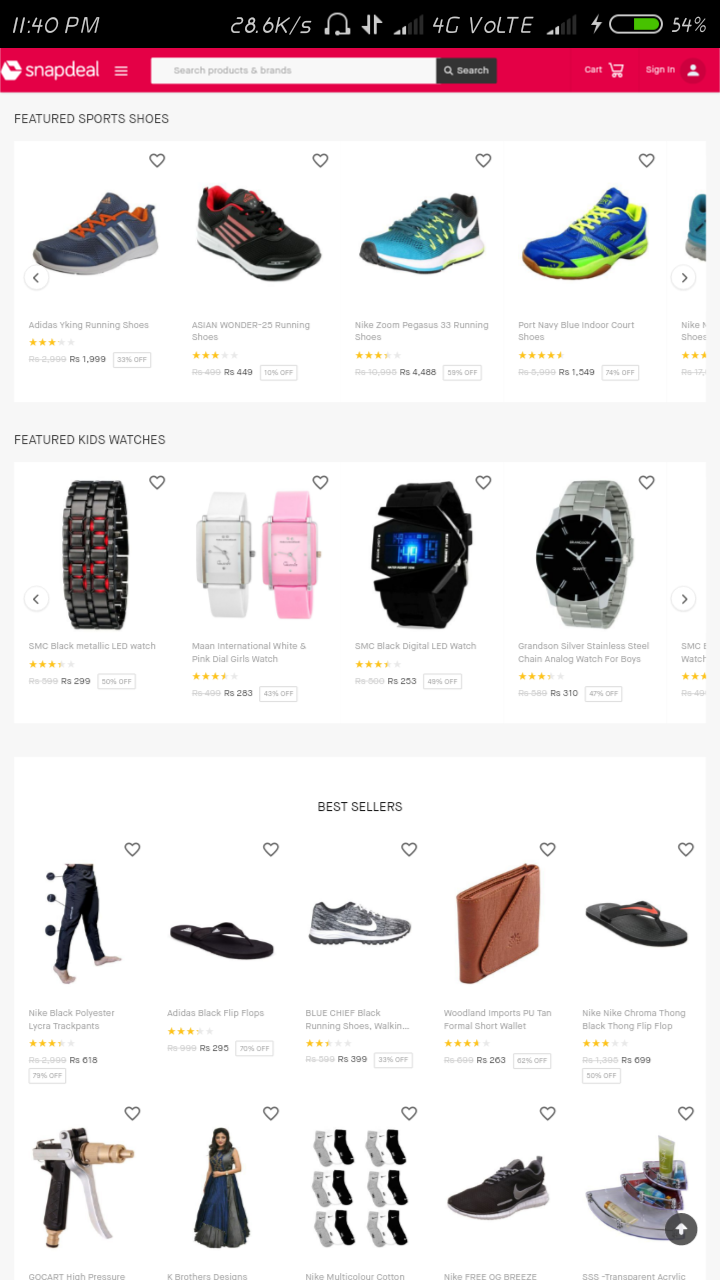 11:40 PM 28.6K/s 4G VoLTE 54%
snapdeal Search products & brands Search Cart Sign In
FEATURED SPORTS SHOES
Adidas Yking Running Shoes
Rs 2,999 Rs 1,999 33% OFF
ASIAN WONDER-25 Running
Shoes
Rs 499 Rs 449 10% OFF
Nike Zoom Pegasus 33 Running
Shoes
Rs 10,995 Rs 4,488 59% OFF
Port Navy Blue Indoor Court
Shoes
Rs 5,999 Rs 1,549 74% OFF
Nike
Shoes
Rs 17,
FEATURED KIDS WATCHES
SMC Black metallic LED watch
Rs 599 Rs 299 50% OFF
Maan International White &
Pink Dial Girls Watch
Rs 499 Rs 283 43% OFF
SMC Black Digital LED Watch
Rs 500 Rs 253 49% OFF
Grandson Silver Stainless Steel
Chain Analog Watch For Boys
Rs 589 Rs 310 47% OFF
SMC
Watch
BEST SELLERS
Nike Black Polyester
Lycra Trackpants
Rs 2,999 Rs 618
79% OFF
Adidas Black Flip Flops
Rs 999 Rs 295 70% OFF
BLUE CHIEF Black
Running Shoes, Walkin...
Rs 599 Rs 399 33% OFF
Woodland Imports PU Tan
Formal Short Wallet
Rs 699 Rs 263 62% OFF
Nike Nike Chroma Thong
Black Thong Flip Flop
Rs 1,395 Rs 699
50% OFF
GOCART High Pressure
K Brothers Designs
Nike Multicolour Cotton
Nike FREE OG BREEZE
SSS -Transparent Acrylic